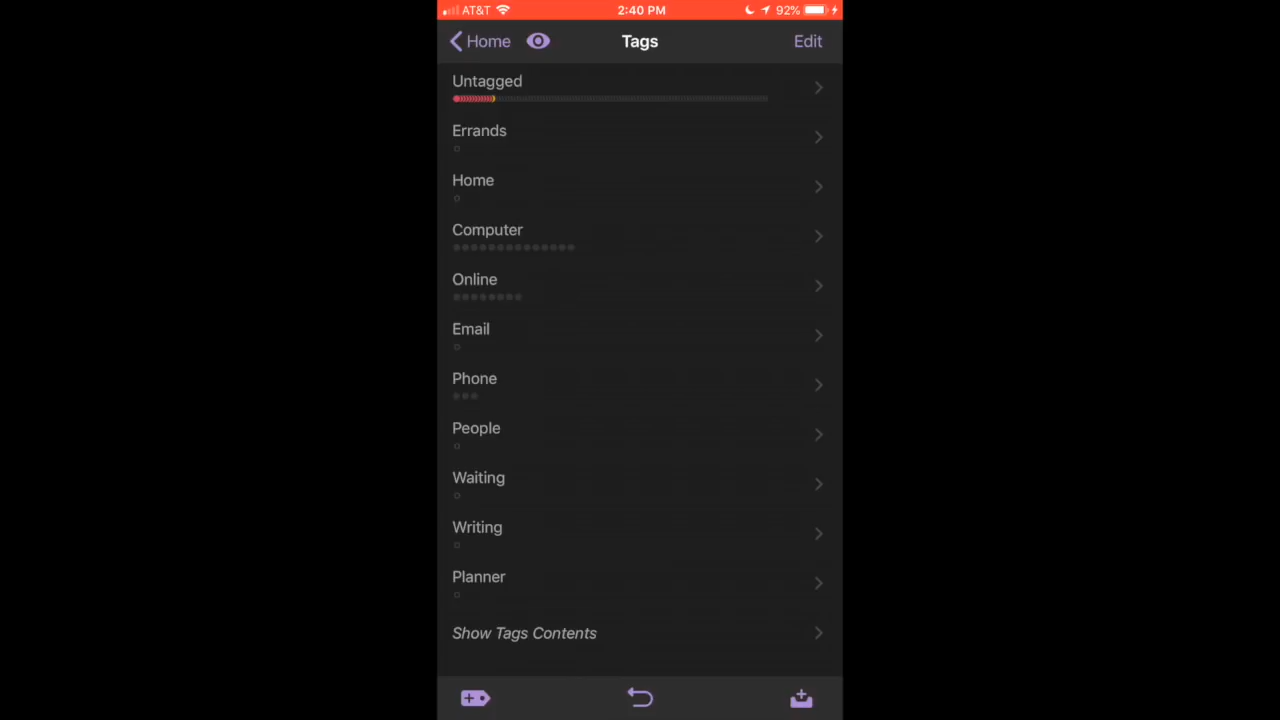 AT&T 2:40 PM 92%
Home Tags Edit
Untagged
Errands
Home
Computer
Online
Email
Phone
People
Waiting
Writing
Planner
Show Tags Contents